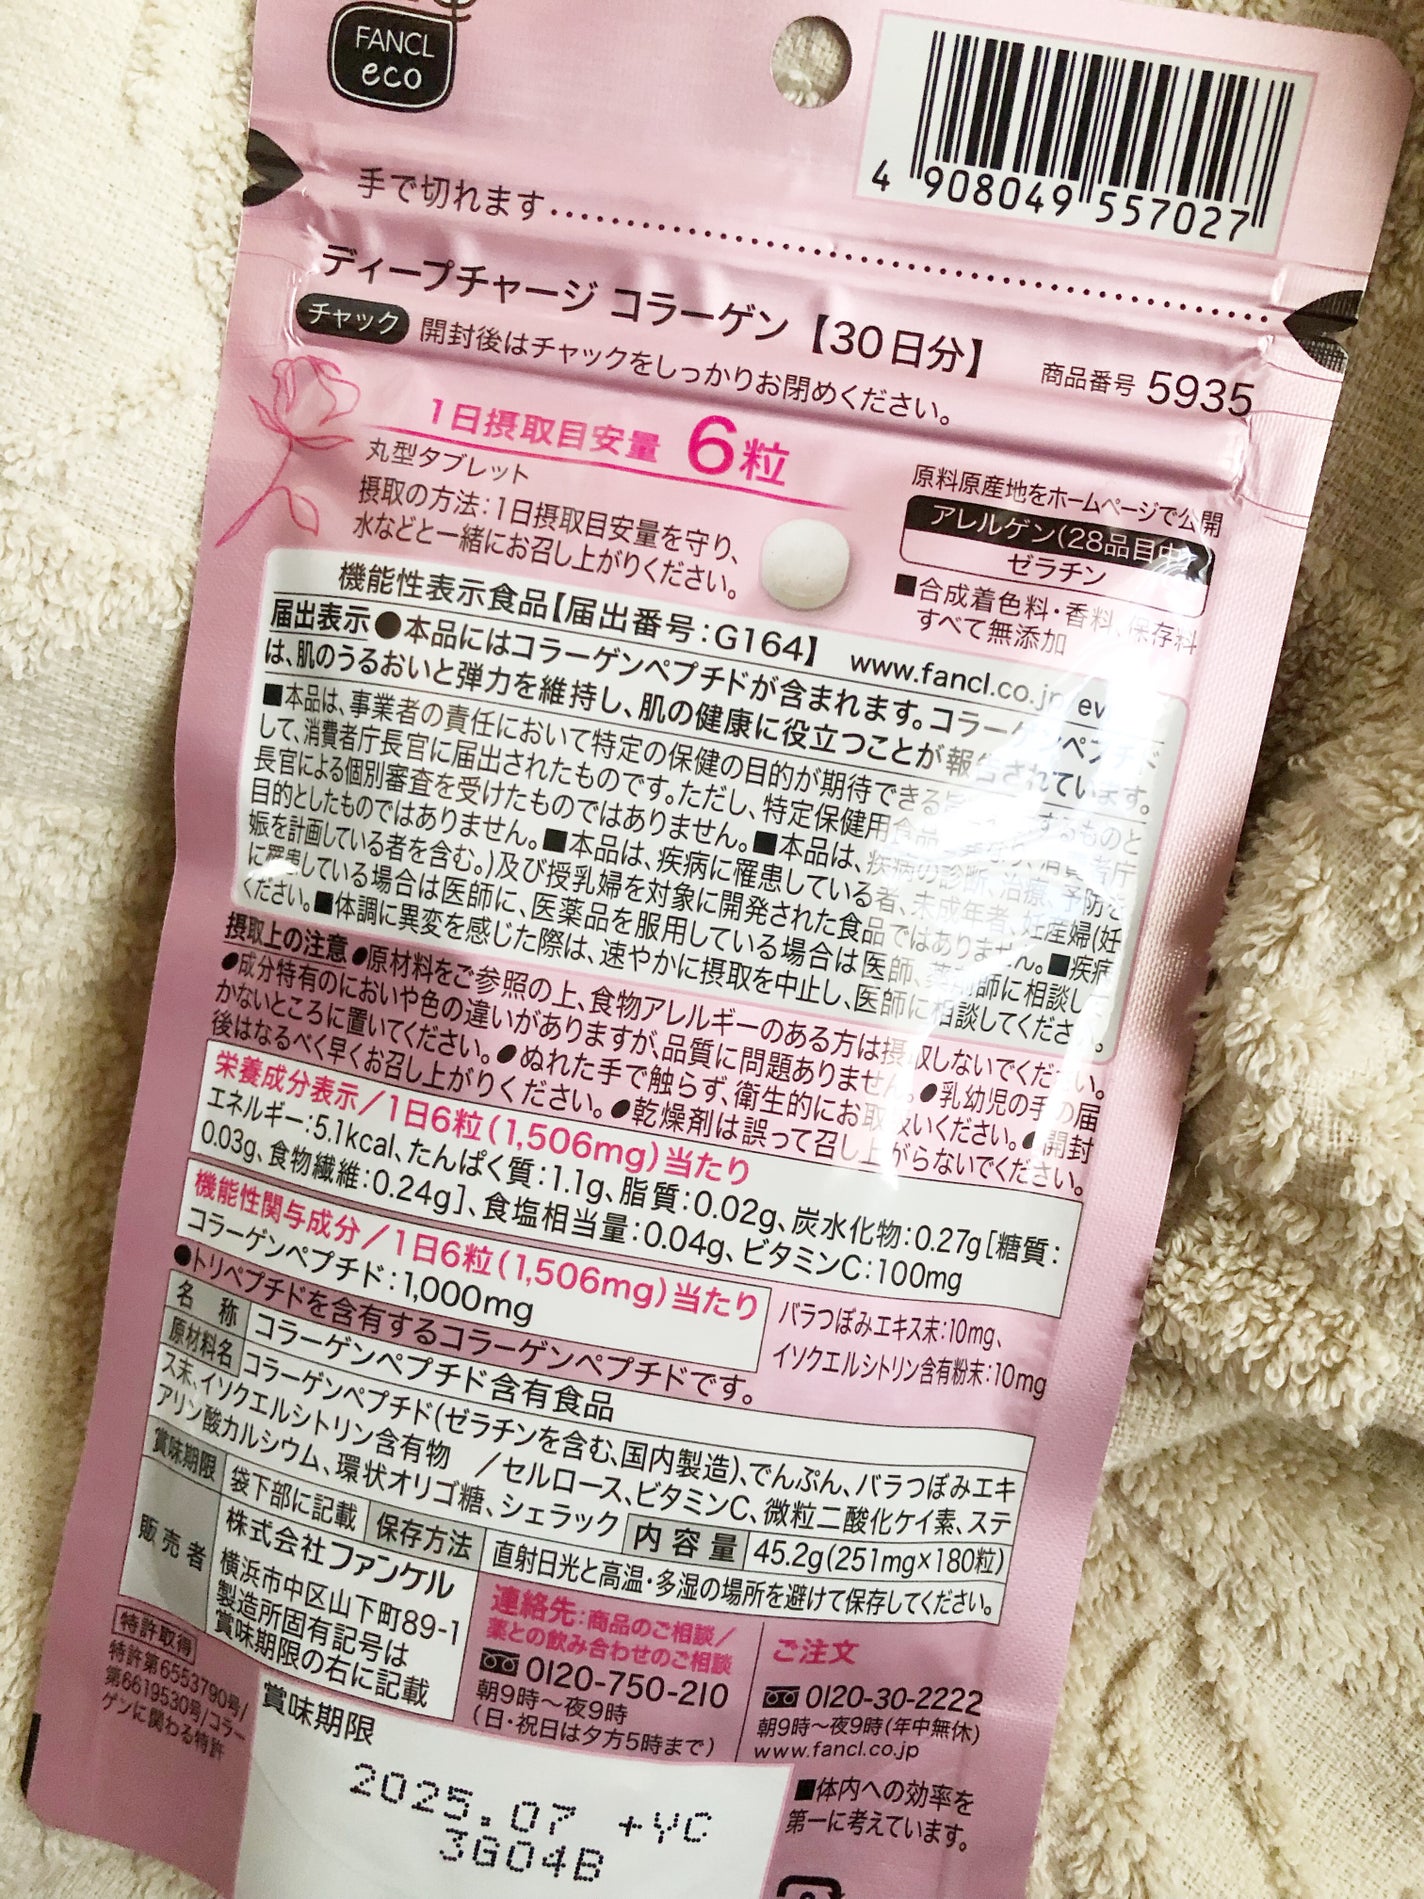 FANCL
eco
4 908049 557027
手で切れます
ディープチャージ コラーゲン【30日分】
商品番号 5935
チャック 開封後はチャックをしっかりお閉めください。
1日摂取目安量 6粒
丸型タブレット
摂取の方法:1日摂取目安量を守り、
水などと一緒にお召し上がりください。
原料原産地をホームページで公開
アレルゲン(28品目中)
ゼラチン
■合成着色料・香料、保存料
すべて無添加
機能性表示食品【届出番号:G164】 www.fancl.co.jp
届出表示●本品にはコラーゲンペプチドが含まれます。コラーゲンペプチド
は、肌のうるおいと弾力を維持し、肌の健康に役立つことが報告されています。
■本品は、事業者の責任において特定の保健の目的が期待できる するものと
して、消費者庁長官に届出されたものです。ただし、特定保健用食品 消費者庁
長官による個別審査を受けたものではありません。■本品は、疾病の診断、治療、予防を
目的としたものではありません。■本品は、疾病に罹患している者、未成年者、妊産婦(妊
娠を計画している者を含む。)及び授乳婦を対象に開発された食品ではありません。■疾病
に罹患している場合は医師に、医薬品を服用している場合は医師、薬剤師に相談し
ください。■体調に異変を感じた際は、速やかに摂取を中止し、医師に相談してください。
摂取上の注意●原材料をご参照の上、食物アレルギーのある方は摂取しないでください。
●成分特有のにおいや色の違いがありますが、品質に問題ありません。●乳幼児の手の届
かないところに置いてください。●ぬれた手で触らず、衛生的にお取扱いください。●開封
後はなるべく早くお召し上がりください。●乾燥剤は誤って召し上がらないでください。
栄養成分表示/1日6粒(1,506mg)当たり
エネルギー:5.1kcal、たんぱく質:1.1g、脂質:0.02g、炭水化物:0.27g[糖質:
0.03g、食物繊維:0.24g]、食塩相当量:0.04g、ビタミンC:100mg
機能性関与成分/1日6粒(1,506mg)当たり
コラーゲンペプチド:1,000mg
バラつぼみエキス末:10mg、
イソクエルシトリン含有粉末:10mg
●トリペプチドを含有するコラーゲンペプチドです。
名 称 コラーゲンペプチド含有食品
原材料名 コラーゲンペプチド(ゼラチンを含む、国内製造)、でんぷん、バラつぼみエキ
ス末、イソクエルシトリン含有物 /セルロース、ビタミンC、微粒二酸化ケイ素、ステ
アリン酸カルシウム、環状オリゴ糖、シェラック 内容量 45.2g(251mg×180粒)
賞味期限 袋下部に記載 保存方法 直射日光と高温・多湿の場所を避けて保存してください。
販売者 株式会社ファンケル
横浜市中区山下町89-1
製造所固有記号は
賞味期限の右に記載
連絡先:商品のご相談/
薬との飲み合わせのご相談
0120-750-210
朝9時~夜9時
(日・祝日は夕方5時まで)
ご注文
0120-30-2222
朝9時~夜9時(年中無休)
www.fancl.co.jp
特許取得
特許第6553790号/
第6619530号/コラー
ゲンに関わる特許
■体内への効率を
第一に考えています。
賞味期限
2025.07 +YC
3G04B